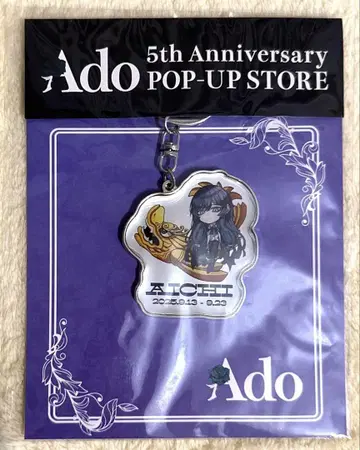 Ado 5th Anniversary
POP-UP STORE
AICHI
2025.9.13 - 9.23
Ado